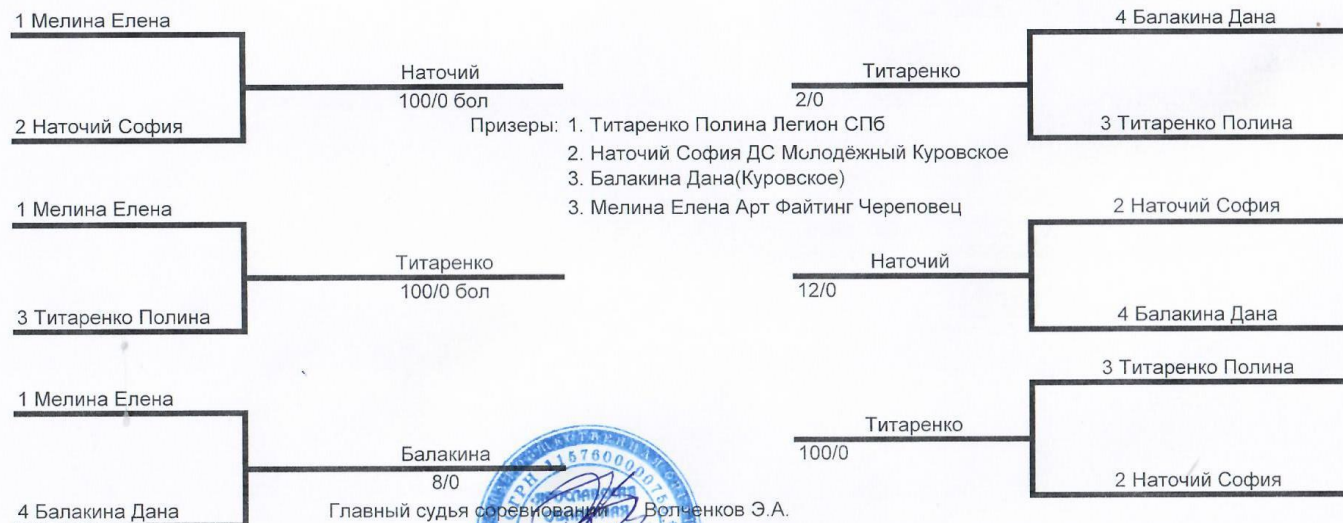 1 Мелина Елена
4 Балакина Дана
Наточий
Титаренко
100/0 бол
2/0
2 Наточий София
3 Титаренко Полина
Призеры: 1. Титаренко Полина Легион СПб
2. Наточий София ДС Молодёжный Куровское
3. Балакина Дана(Куровское)
3. Мелина Елена Арт Файтинг Череповец
1 Мелина Елена
2 Наточий София
Титаренко
Наточий
100/0 бол
12/0
3 Титаренко Полина
4 Балакина Дана
3 Титаренко Полина
1 Мелина Елена
Титаренко
Балакина
100/0
8/0
2 Наточий София
4 Балакина Дана
Главный судья соревнований Волченков Э.А.